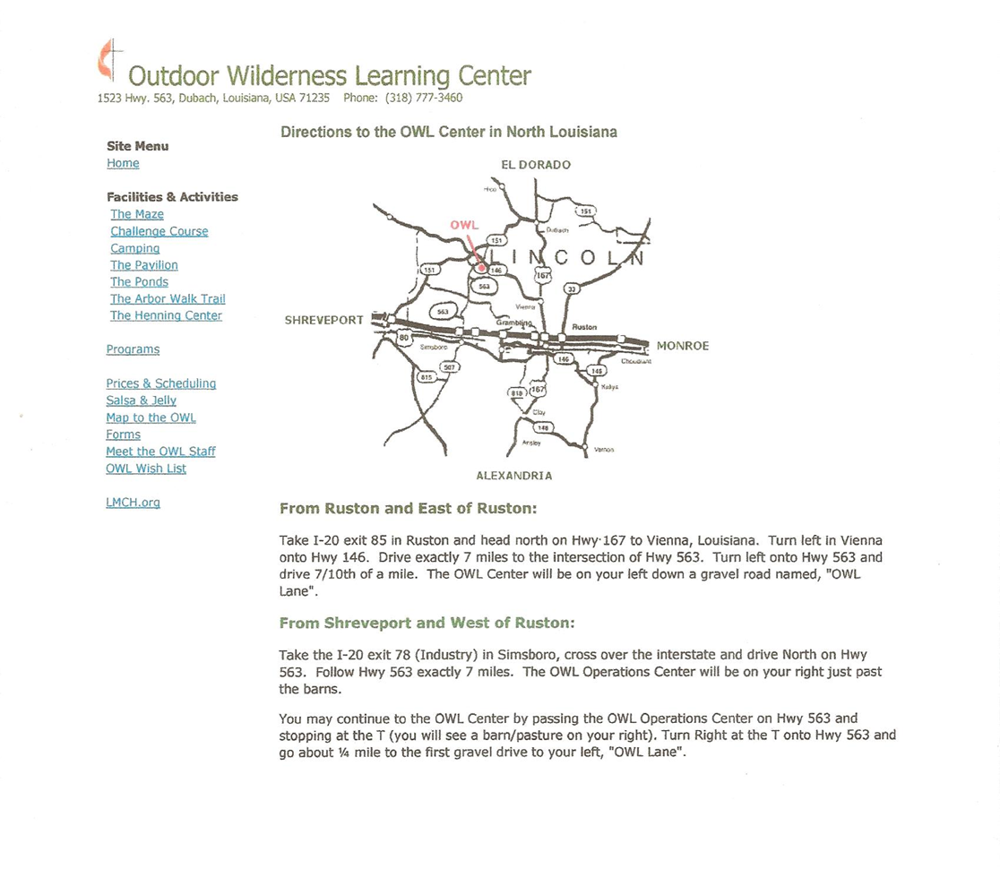 Outdoor Wilderness Learning Center
1523 Hwy. 563, Dubach, Louisiana, USA 71235 Phone: (318) 777-3460
Directions to the OWL Center in North Louisiana
Site Menu
Home
Facilities & Activities
The Maze
Challenge Course
Camping
The Pavilion
The Ponds
The Arbor Walk Trail
The Henning Center
Programs
Prices & Scheduling
Salsa & Jelly
Map to the OWL
Forms
Meet the OWL Staff
OWL Wish List
LMCH.org
EL DORADO
Hico
151
Dubach
OWL
151
LINCOLN
151
146
167
563
33
Vienna
563
SHREVEPORT
Grambling
Ruston
80
Simsboro
MONROE
146
Choudrant
507
146
815
818
167
Kellys
Clay
148
Ansley
Vernon
ALEXANDRIA
From Ruston and East of Ruston:
Take I-20 exit 85 in Ruston and head north on Hwy 167 to Vienna, Louisiana. Turn left in Vienna
onto Hwy 146. Drive exactly 7 miles to the intersection of Hwy 563. Turn left onto Hwy 563 and
drive 7/10th of a mile. The OWL Center will be on your left down a gravel road named, "OWL
Lane".
From Shreveport and West of Ruston:
Take the I-20 exit 78 (Industry) in Simsboro, cross over the interstate and drive North on Hwy
563. Follow Hwy 563 exactly 7 miles. The OWL Operations Center will be on your right just past
the barns.
You may continue to the OWL Center by passing the OWL Operations Center on Hwy 563 and
stopping at the T (you will see a barn/pasture on your right). Turn Right at the T onto Hwy 563 and
go about ¼ mile to the first gravel drive to your left, "OWL Lane".